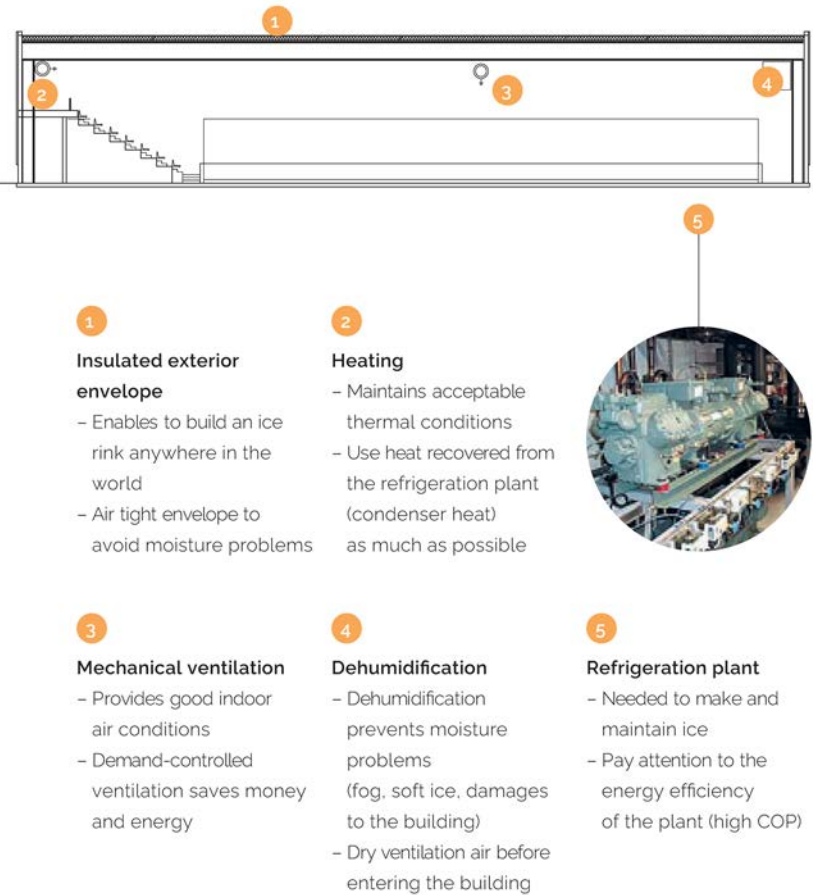 1
2
3
4
5
1
Insulated exterior
envelope
– Enables to build an ice
rink anywhere in the
world
– Air tight envelope to
avoid moisture problems
2
Heating
– Maintains acceptable
thermal conditions
– Use heat recovered from
the refrigeration plant
(condenser heat)
as much as possible
3
Mechanical ventilation
– Provides good indoor
air conditions
– Demand-controlled
ventilation saves money
and energy
4
Dehumidification
– Dehumidification
prevents moisture
problems
(fog, soft ice, damages
to the building)
– Dry ventilation air before
entering the building
5
Refrigeration plant
– Needed to make and
maintain ice
– Pay attention to the
energy efficiency
of the plant (high COP)